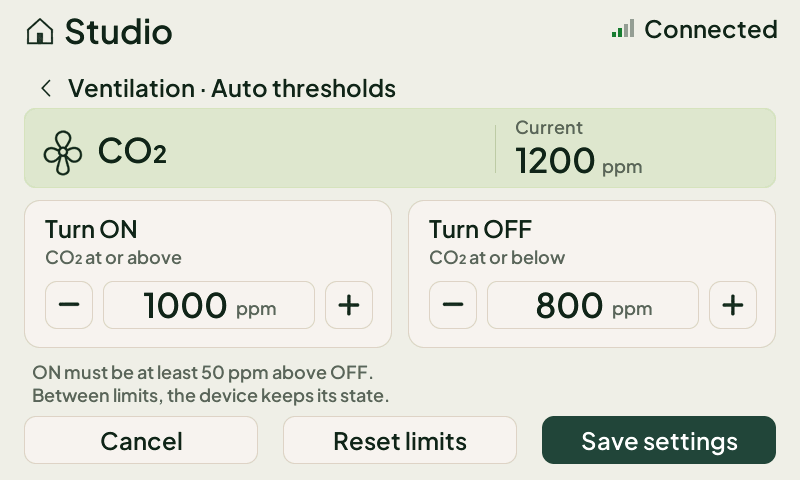 Studio
Connected
Ventilation · Auto thresholds
CO₂
Current
1200 ppm
Turn ON
CO₂ at or above
− 1000 ppm +
Turn OFF
CO₂ at or below
− 800 ppm +
ON must be at least 50 ppm above OFF.
Between limits, the device keeps its state.
Cancel
Reset limits
Save settings